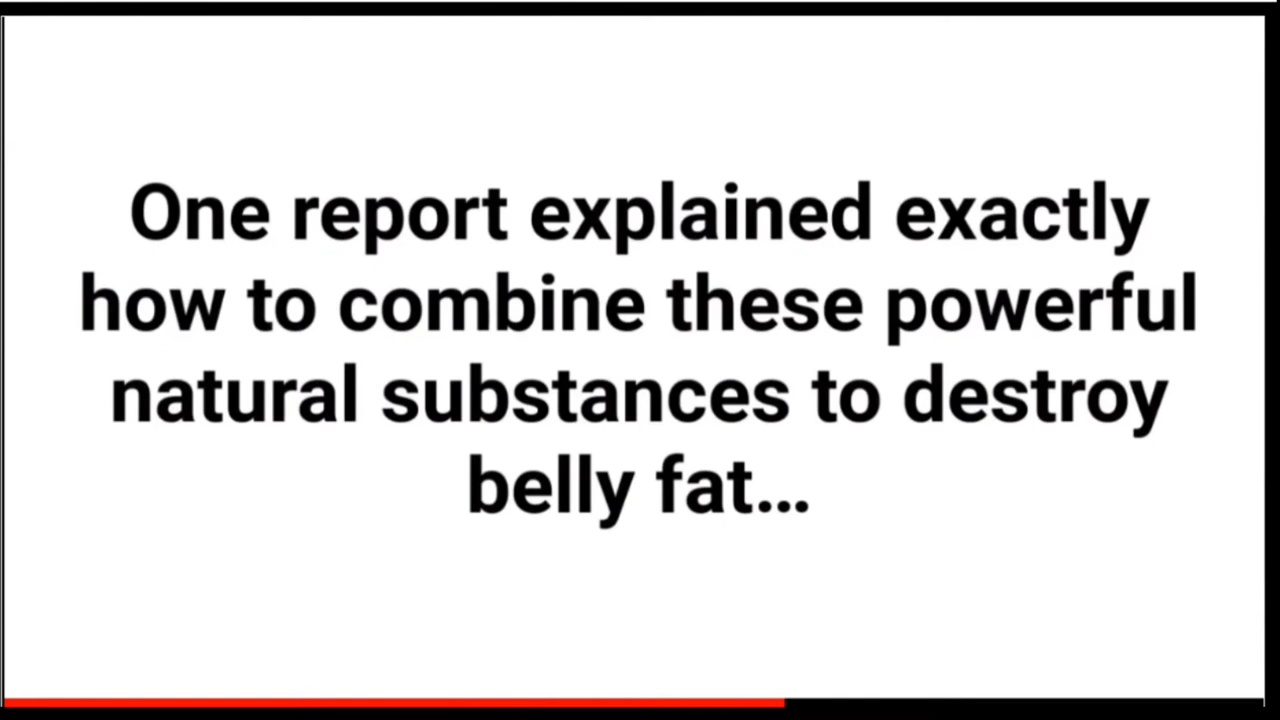 One report explained exactly
how to combine these powerful
natural substances to destroy
belly fat...